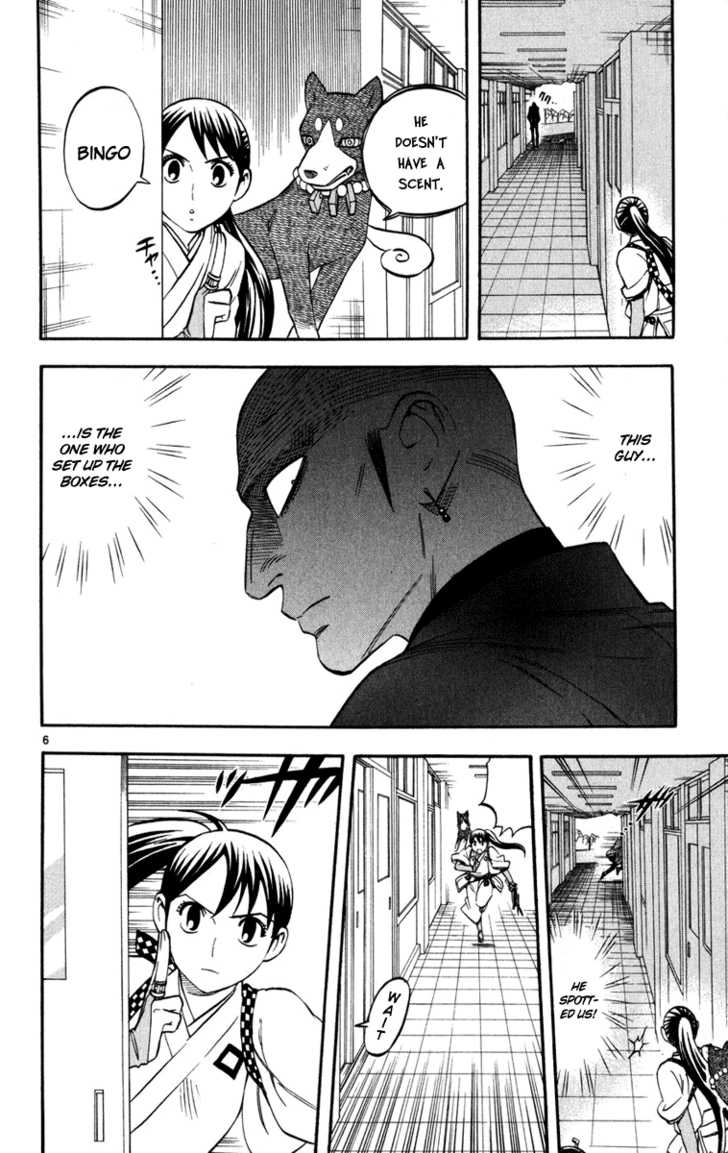 HE
DOESN'T
HAVE A
SCENT.
BINGO
チャ…
THIS
GUY...
...IS THE
ONE WHO
SET UP THE
BOXES...
6
HE
SPOTT-
ED US!
WAIT